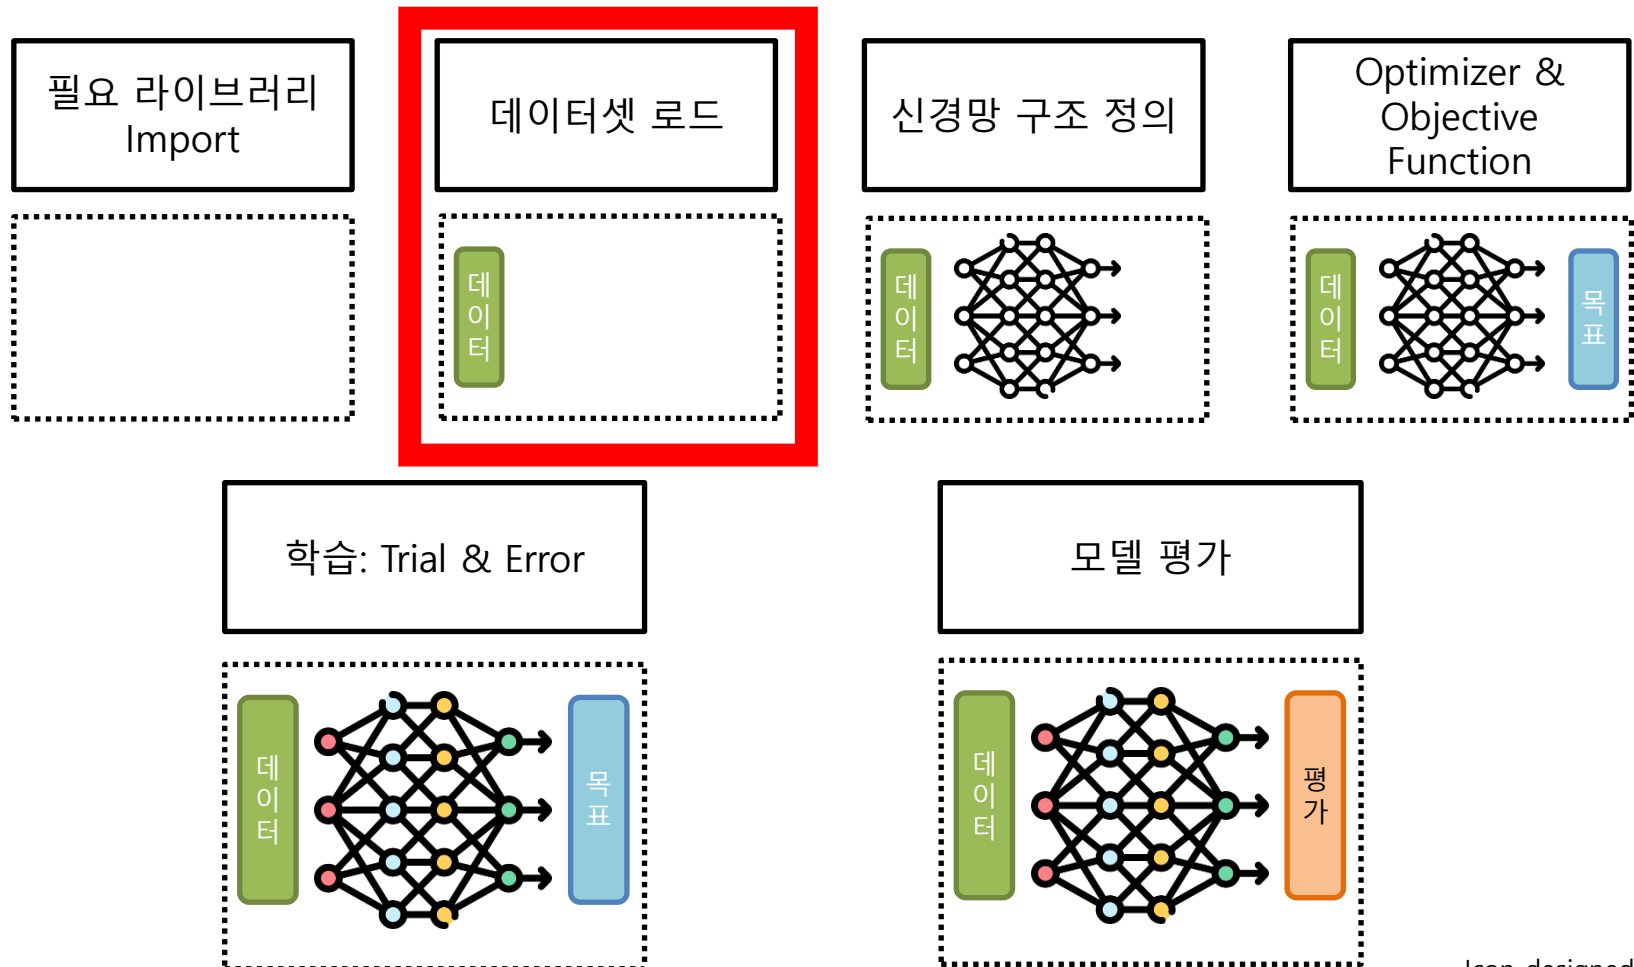 필요 라이브러리
Import
데이터셋 로드
신경망 구조 정의
Optimizer &
Objective
Function
데
이
터
데
이
터
데
이
터
목
표
학습: Trial & Error
모델 평가
데
이
터
목
표
데
이
터
평
가
Icon designed